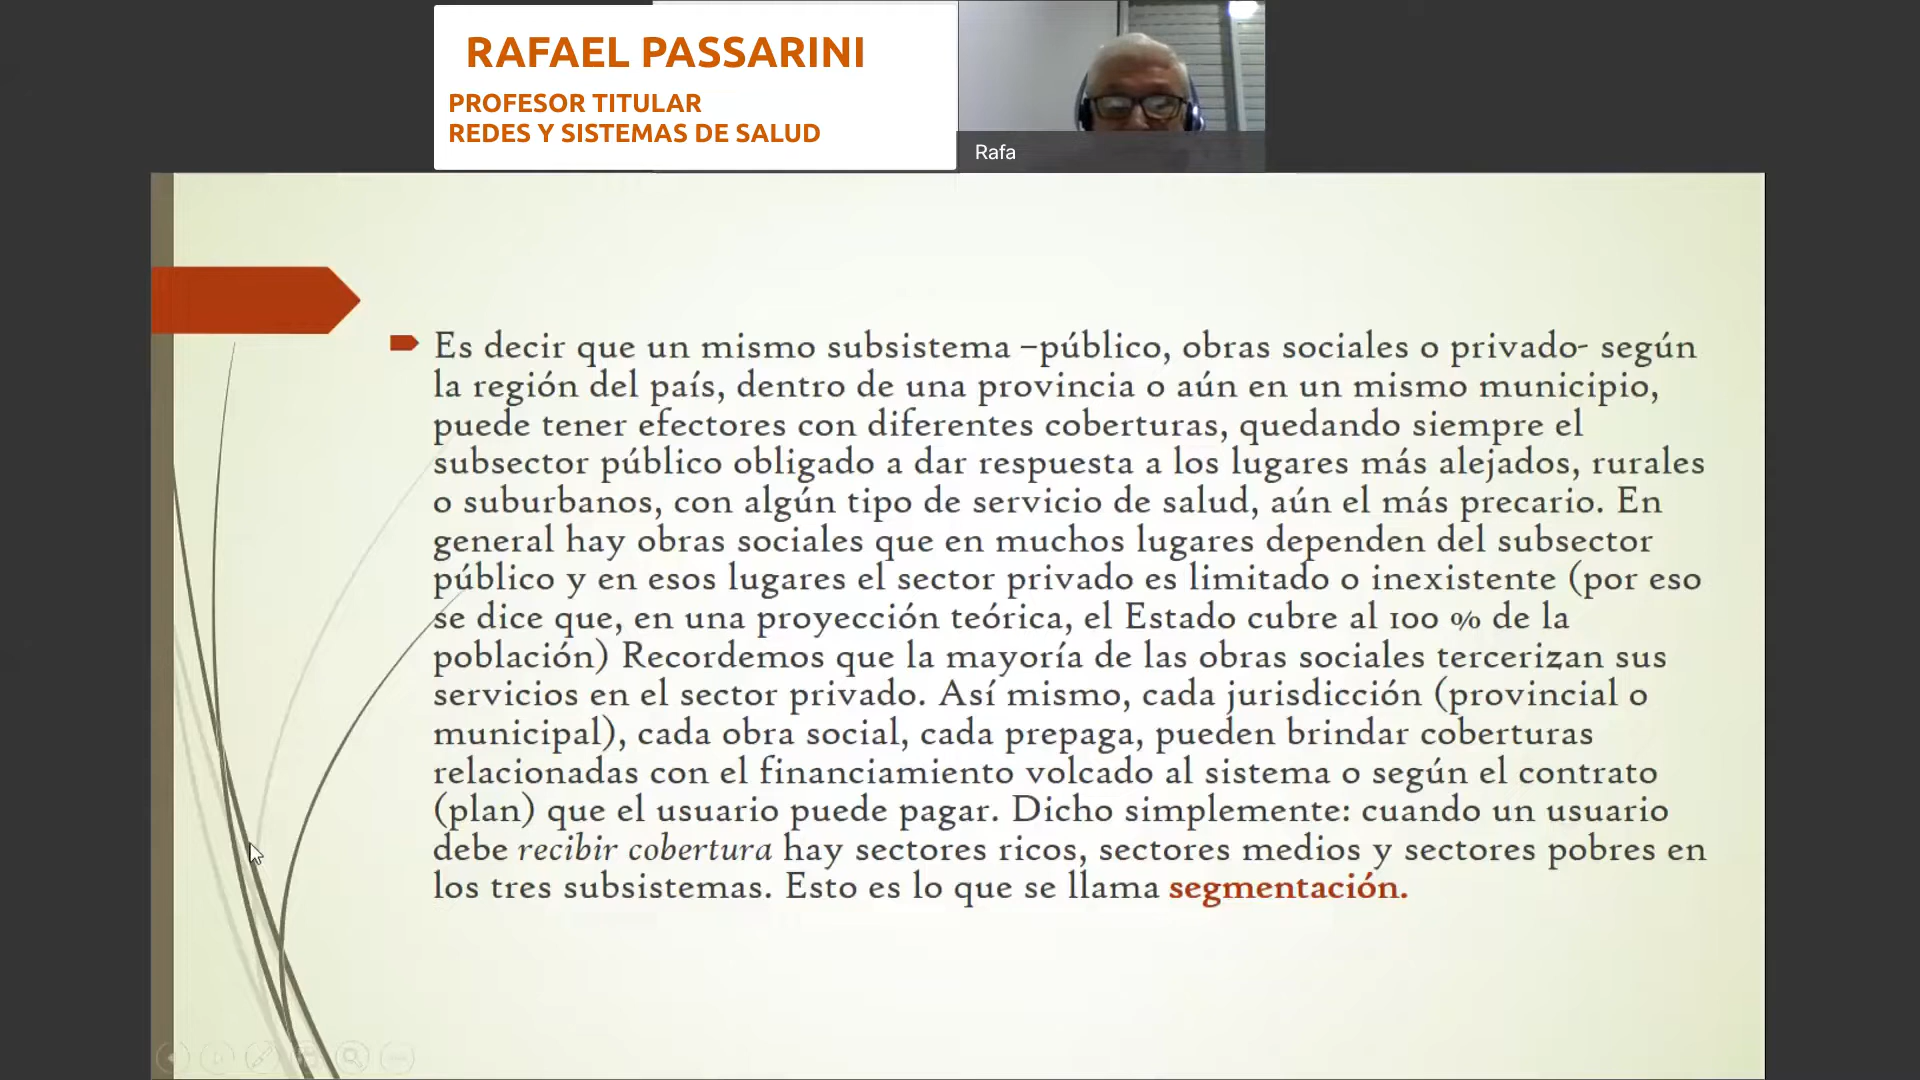 RAFAEL PASSARINI
PROFESOR TITULAR
REDES Y SISTEMAS DE SALUD
Rafa
Es decir que un mismo subsistema –público, obras sociales o privado- según
la región del país, dentro de una provincia o aún en un mismo municipio,
puede tener efectores con diferentes coberturas, quedando siempre el
subsector público obligado a dar respuesta a los lugares más alejados, rurales
o suburbanos, con algún tipo de servicio de salud, aún el más precario. En
general hay obras sociales que en muchos lugares dependen del subsector
público y en esos lugares el sector privado es limitado o inexistente (por eso
se dice que, en una proyección teórica, el Estado cubre al 100 % de la
población) Recordemos que la mayoría de las obras sociales tercerizan sus
servicios en el sector privado. Así mismo, cada jurisdicción (provincial o
municipal), cada obra social, cada prepaga, pueden brindar coberturas
relacionadas con el financiamiento volcado al sistema o según el contrato
(plan) que el usuario puede pagar. Dicho simplemente: cuando un usuario
debe recibir cobertura hay sectores ricos, sectores medios y sectores pobres en
los tres subsistemas. Esto es lo que se llama segmentación.